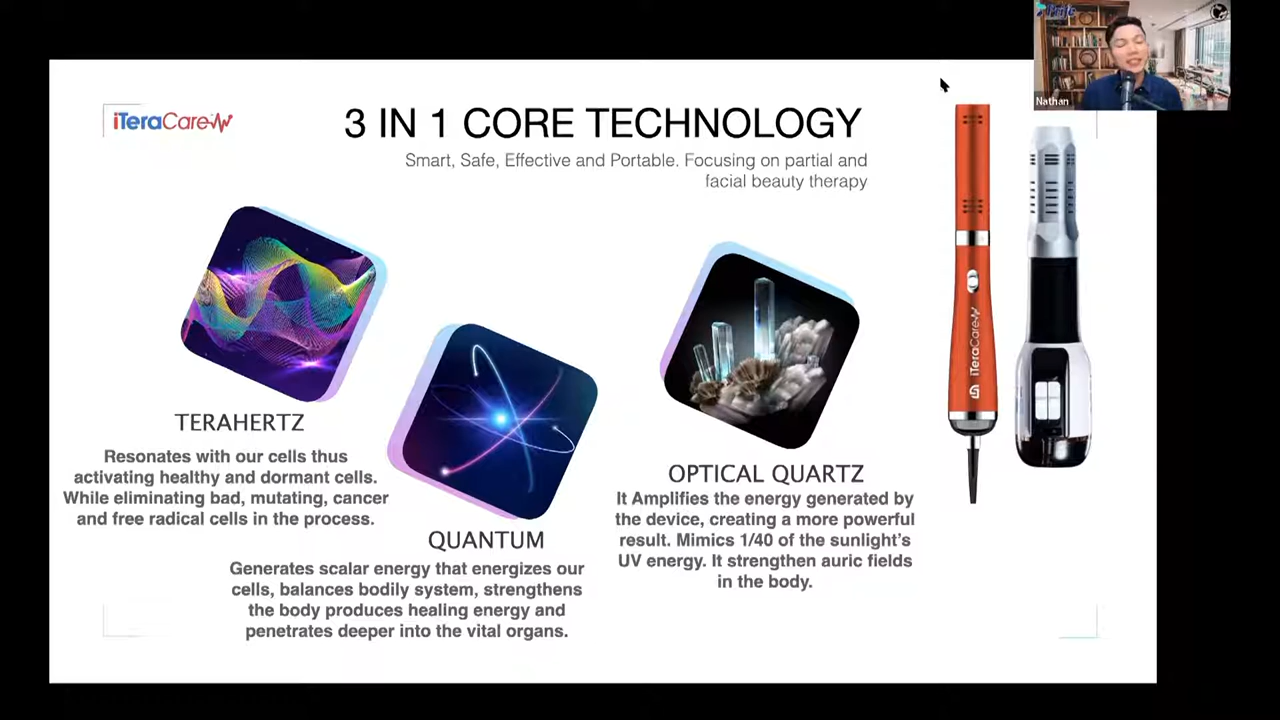 iTeraCare
3 IN 1 CORE TECHNOLOGY
Smart, Safe, Effective and Portable. Focusing on partial and
facial beauty therapy
Nathan
TERAHERTZ
Resonates with our cells thus
activating healthy and dormant cells.
While eliminating bad, mutating, cancer
and free radical cells in the process.
QUANTUM
Generates scalar energy that energizes our
cells, balances bodily system, strengthens
the body produces healing energy and
penetrates deeper into the vital organs.
OPTICAL QUARTZ
It Amplifies the energy generated by
the device, creating a more powerful
result. Mimics 1/40 of the sunlight's
UV energy. It strengthen auric fields
in the body.
iTeraCare